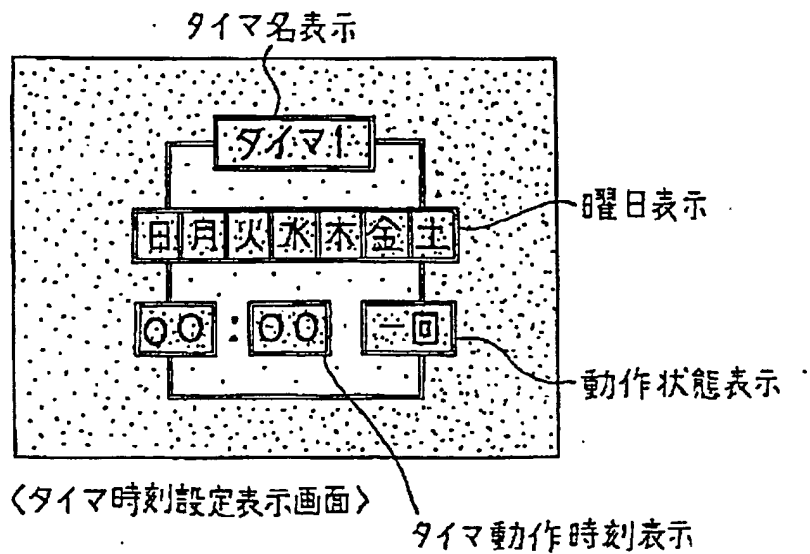 タイマ名表示
タイマ1
曜日表示
日月火水木金土
00:00 一回
動作状態表示
<タイマ時刻設定表示画面>
タイマ動作時刻表示